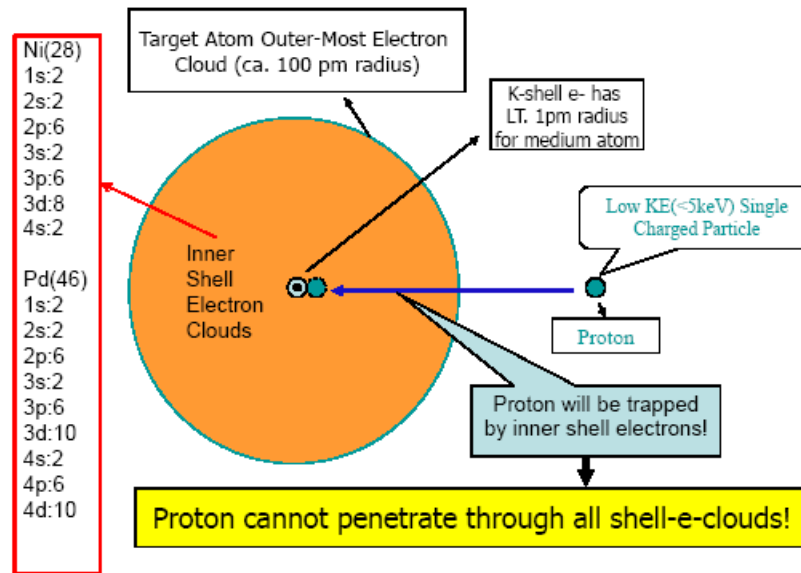 Ni(28)
1s:2
2s:2
2p:6
3s:2
3p:6
3d:8
4s:2
Pd(46)
1s:2
2s:2
2p:6
3s:2
3p:6
3d:10
4s:2
4p:6
4d:10
Target Atom Outer-Most Electron
Cloud (ca. 100 pm radius)
K-shell e- has
LT. 1pm radius
for medium atom
Low KE(<5keV) Single
Charged Particle
Inner
Shell
Electron
Clouds
Proton
Proton will be trapped
by inner shell electrons!
Proton cannot penetrate through all shell-e-clouds!